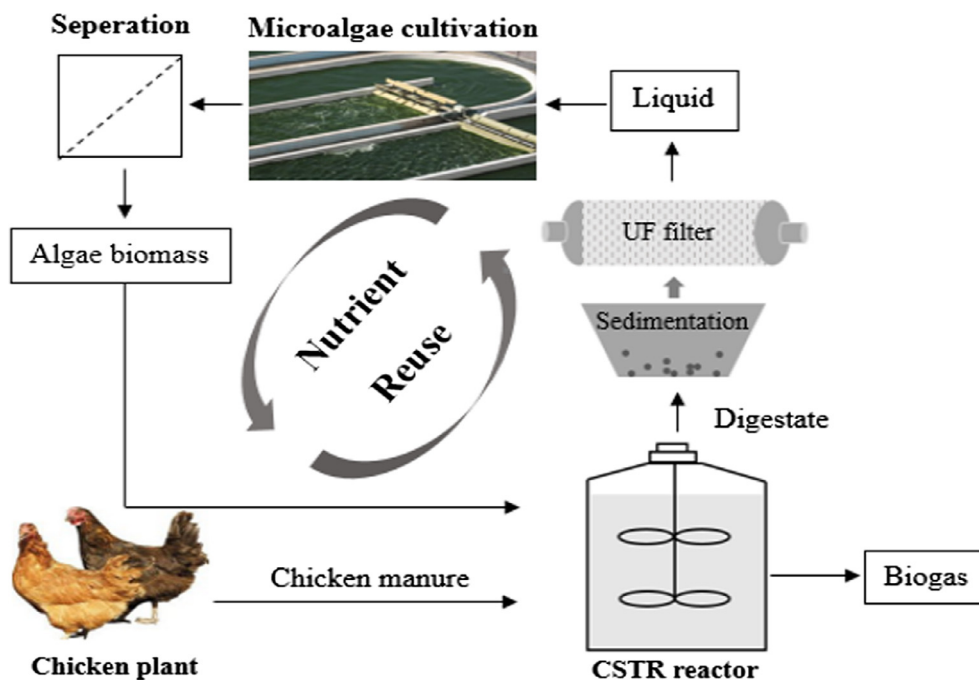 Seperation
Microalgae cultivation
Liquid
UF filter
Algae biomass
Sedimentation
Nutrient
Reuse
Digestate
Chicken manure
Biogas
Chicken plant
CSTR reactor